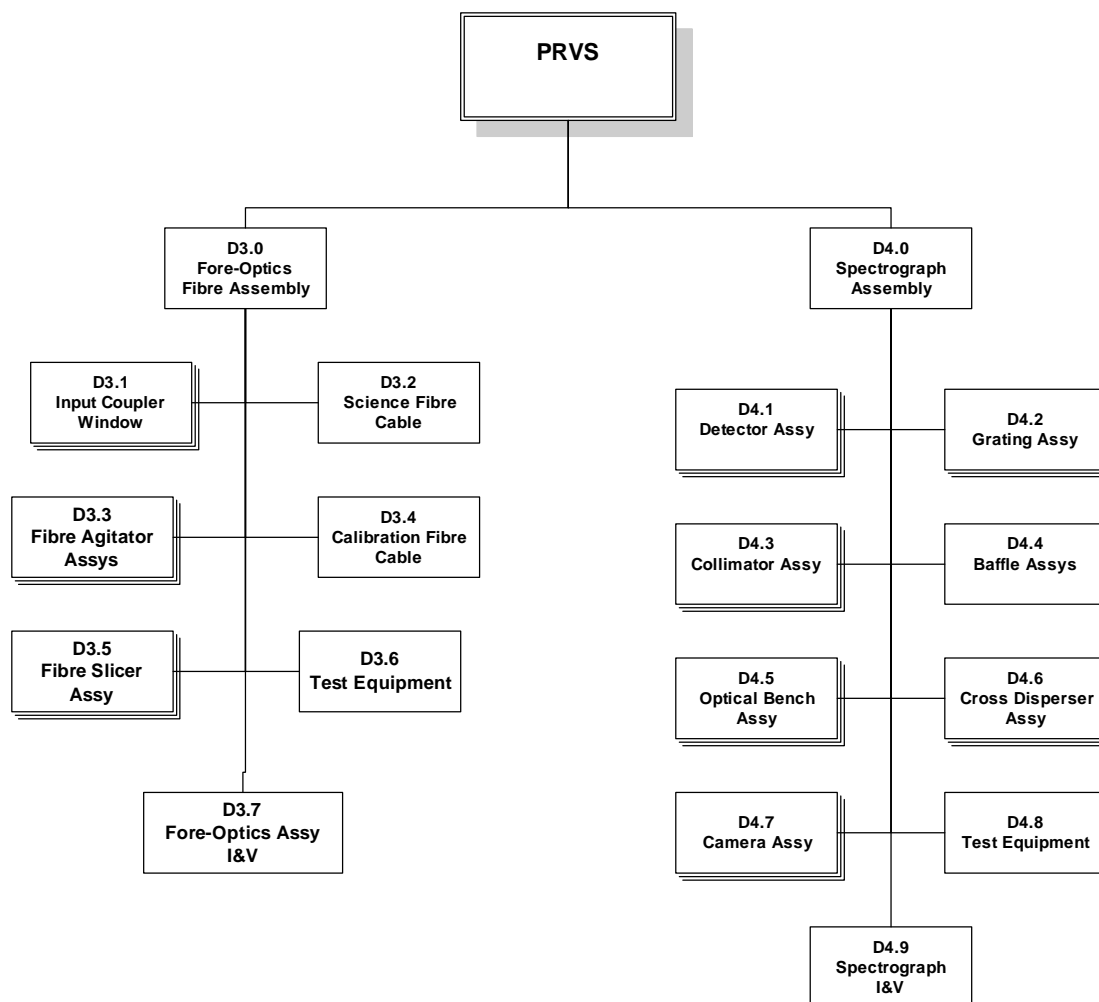 PRVS
D3.0
Fore-Optics
Fibre Assembly
D4.0
Spectrograph
Assembly
D3.1
Input Coupler
Window
D3.2
Science Fibre
Cable
D3.3
Fibre Agitator
Assys
D3.4
Calibration Fibre
Cable
D3.5
Fibre Slicer
Assy
D3.6
Test Equipment
D3.7
Fore-Optics Assy
I&V
D4.1
Detector Assy
D4.2
Grating Assy
D4.3
Collimator Assy
D4.4
Baffle Assys
D4.5
Optical Bench
Assy
D4.6
Cross Disperser
Assy
D4.7
Camera Assy
D4.8
Test Equipment
D4.9
Spectrograph
I&V